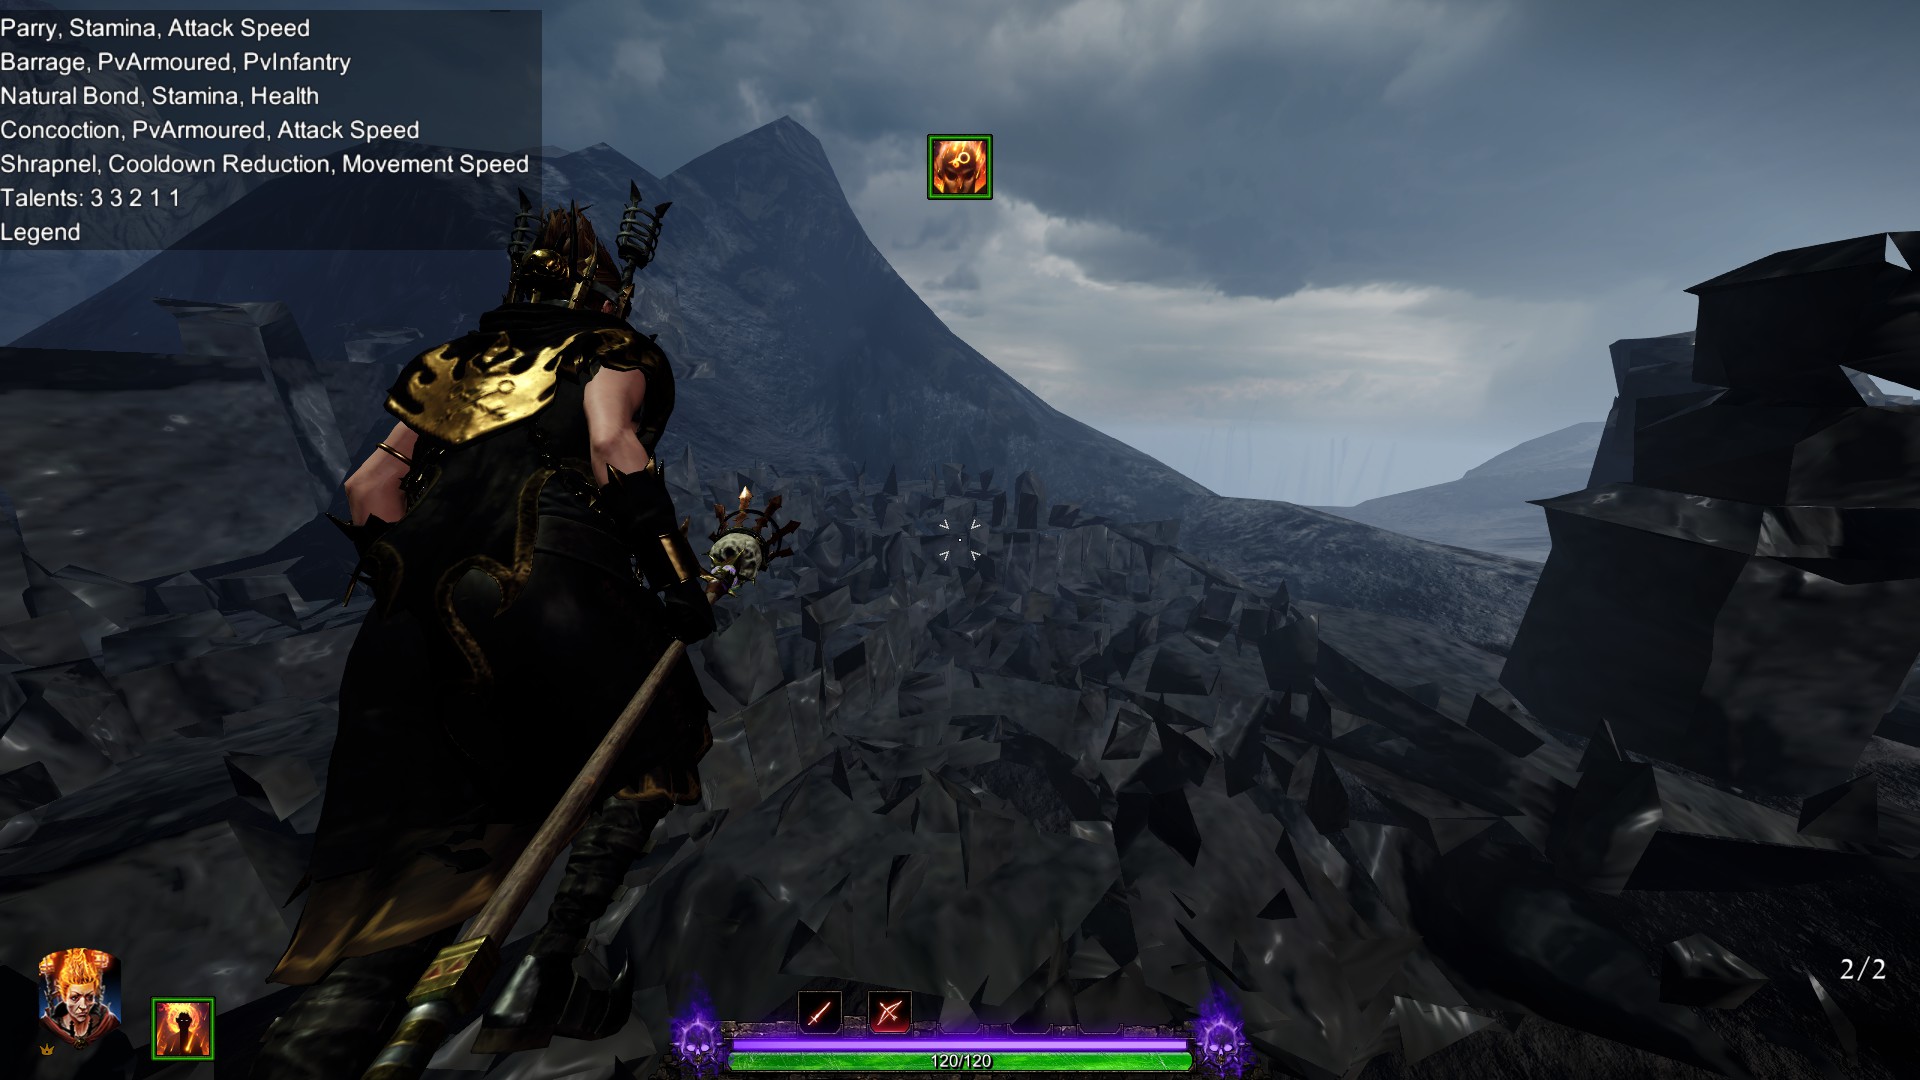 Parry, Stamina, Attack Speed
Barrage, PvArmoured, PvInfantry
Natural Bond, Stamina, Health
Concoction, PvArmoured, Attack Speed
Shrapnel, Cooldown Reduction, Movement Speed
Talents: 3 3 2 1 1
Legend
2/2
120/120